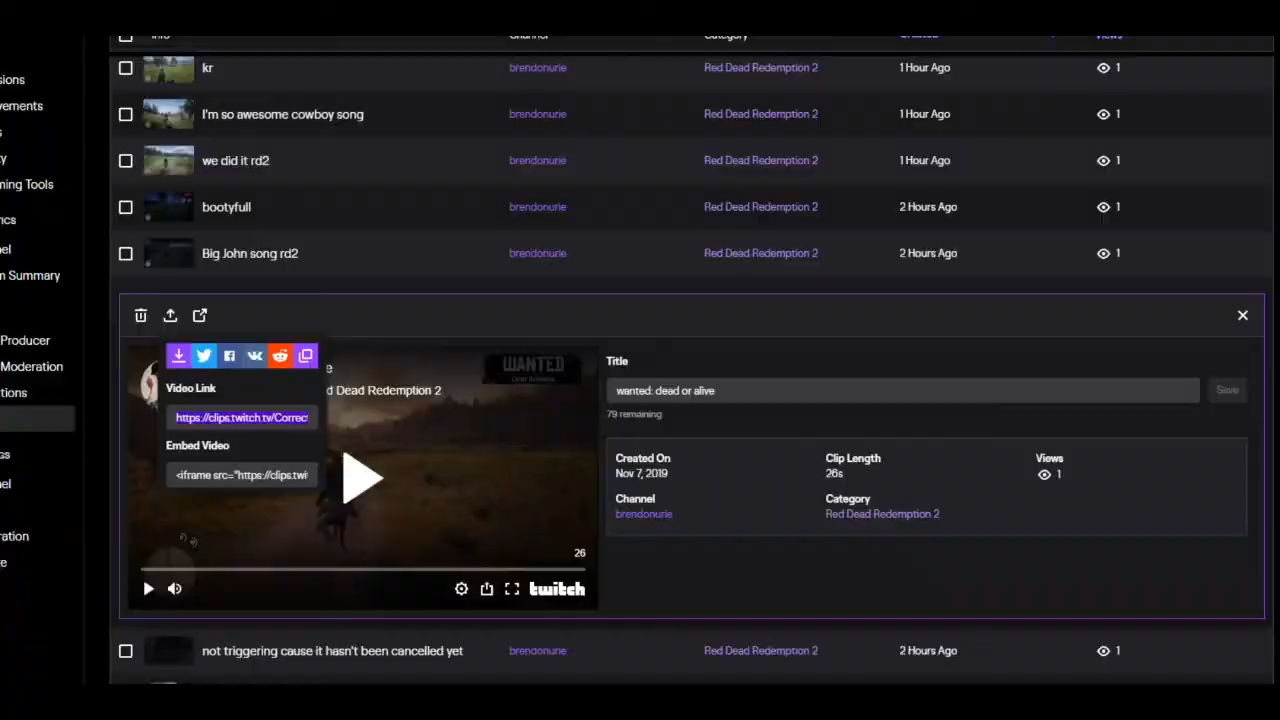 sions
vements
ty
ming Tools
ics
el
m Summary
Producer
Moderation
tions
gs
el
ration
e
Info Channel Category Created Views
kr brendonurie Red Dead Redemption 2 1 Hour Ago 1
I'm so awesome cowboy song brendonurie Red Dead Redemption 2 1 Hour Ago 1
we did it rd2 brendonurie Red Dead Redemption 2 1 Hour Ago 1
bootyfull brendonurie Red Dead Redemption 2 2 Hours Ago 1
Big John song rd2 brendonurie Red Dead Redemption 2 2 Hours Ago 1
Video Link
https://clips.twitch.tv/Correc
Embed Video
<iframe src="https://clips.twi
e
d Dead Redemption 2
WANTED
26
twitch
Title
wanted: dead or alive Save
79 remaining
Created On Clip Length Views
Nov 7, 2019 26s 1
Channel Category
brendonurie Red Dead Redemption 2
not triggering cause it hasn't been cancelled yet brendonurie Red Dead Redemption 2 2 Hours Ago 1